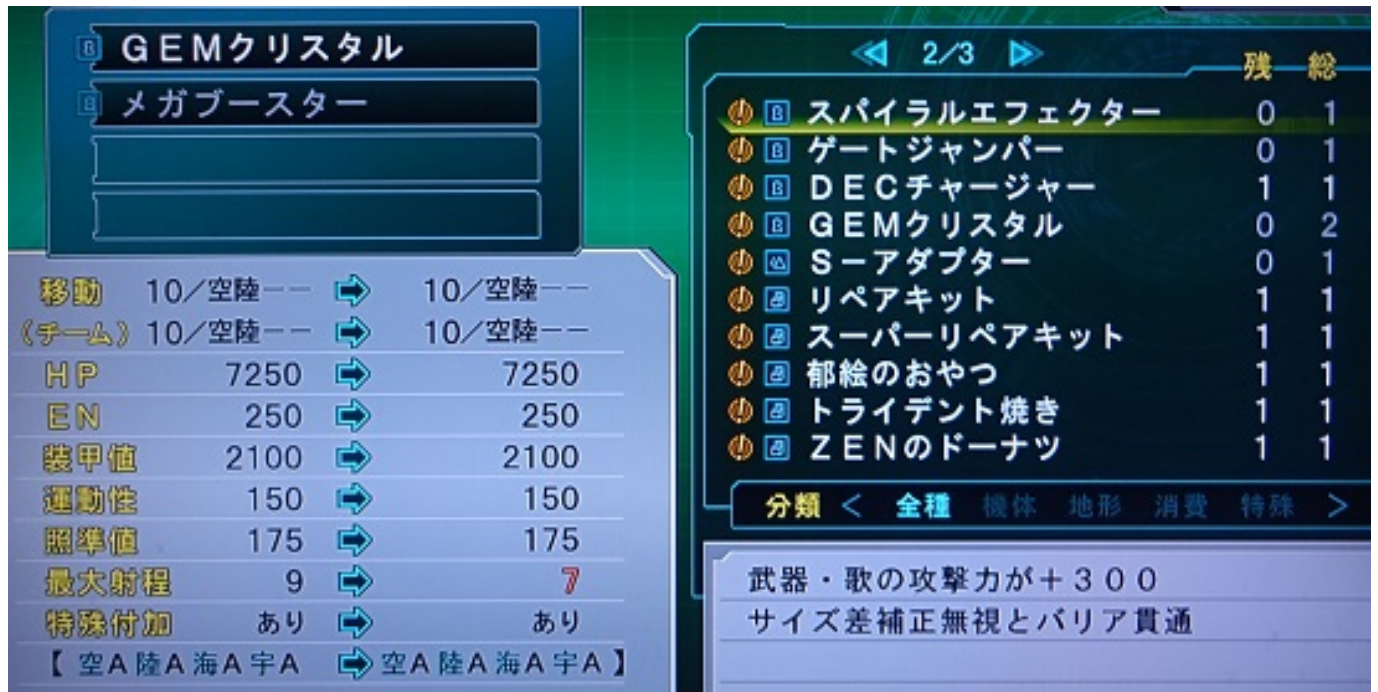 GEMクリスタル
メガブースター
移動 10/空陸-- 10/空陸--
(チーム) 10/空陸-- 10/空陸--
HP 7250 7250
EN 250 250
装甲値 2100 2100
運動性 150 150
照準値 175 175
最大射程 9 7
特殊付加 あり あり
【 空A陸A海A宇A 空A陸A海A宇A 】
2/3 残 総
スパイラルエフェクター 0 1
ゲートジャンパー 0 1
DECチャージャー 1 1
GEMクリスタル 0 2
S-アダプター 0 1
リペアキット 1 1
スーパーリペアキット 1 1
郁絵のおやつ 1 1
トライデント焼き 1 1
ZENのドーナツ 1 1
分類 < 全種 機体 地形 消費 特殊 >
武器・歌の攻撃力が+300
サイズ差補正無視とバリア貫通